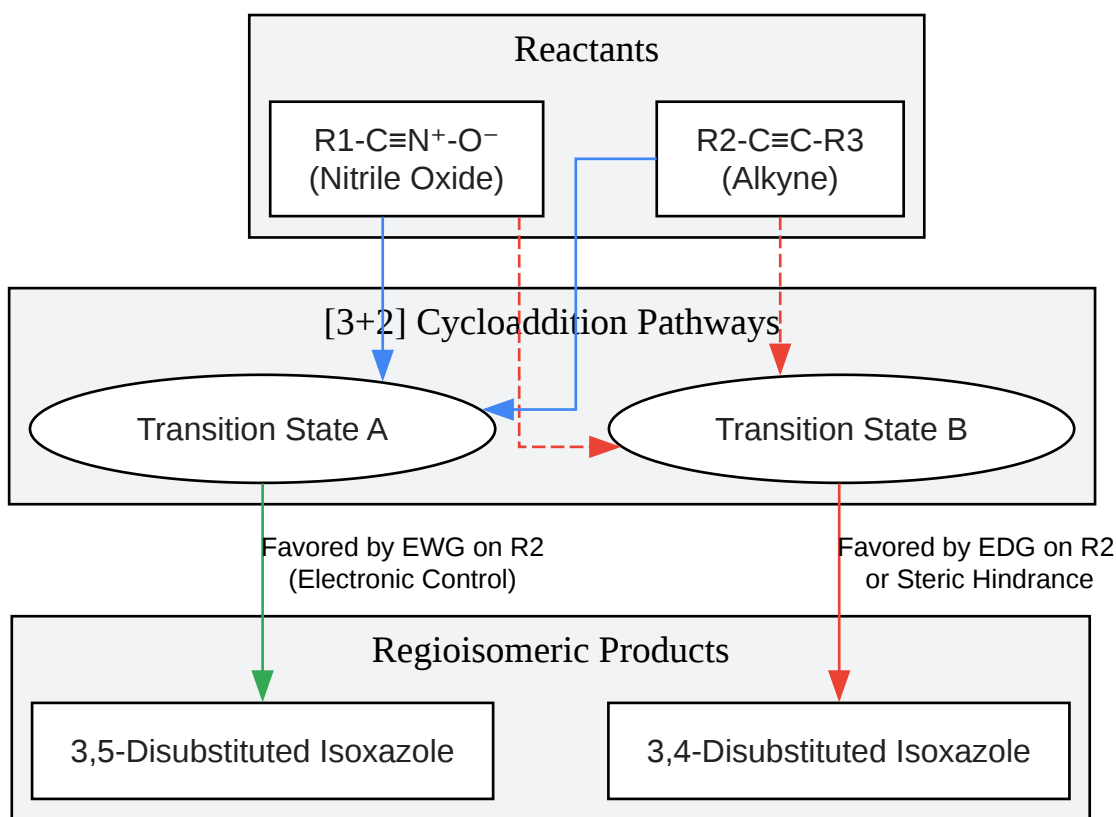 Reactants
R1-C≡N⁺-O⁻
(Nitrile Oxide)
R2-C≡C-R3
(Alkyne)
[3+2] Cycloaddition Pathways
Transition State A
Transition State B
Favored by EWG on R2
(Electronic Control)
Favored by EDG on R2
or Steric Hindrance
Regioisomeric Products
3,5-Disubstituted Isoxazole
3,4-Disubstituted Isoxazole